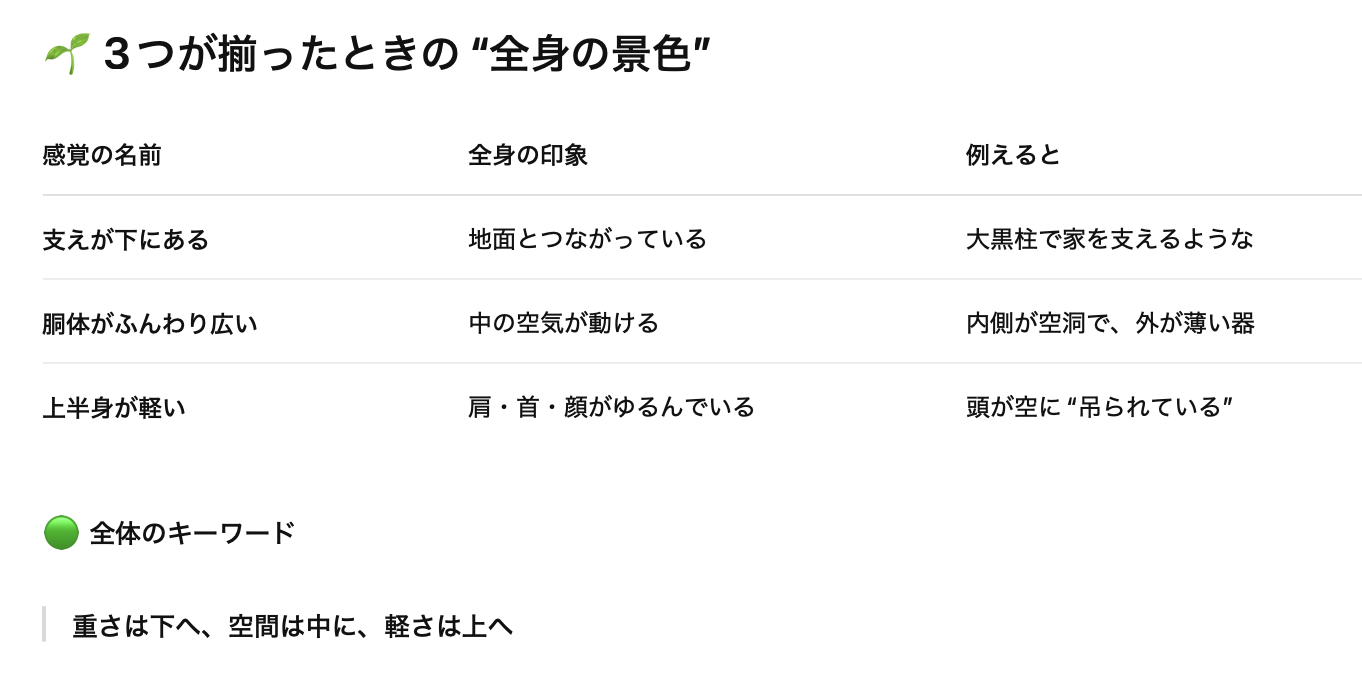 🌱 3つが揃ったときの “全身の景色”
感覚の名前 全身の印象 例えると
支えが下にある 地面とつながっている 大黒柱で家を支えるような
胴体がふんわり広い 中の空気が動ける 内側が空洞で、外が薄い器
上半身が軽い 肩・首・顔がゆるんでいる 頭が空に “吊られている”
🟢 全体のキーワード
重さは下へ、空間は中に、軽さは上へ